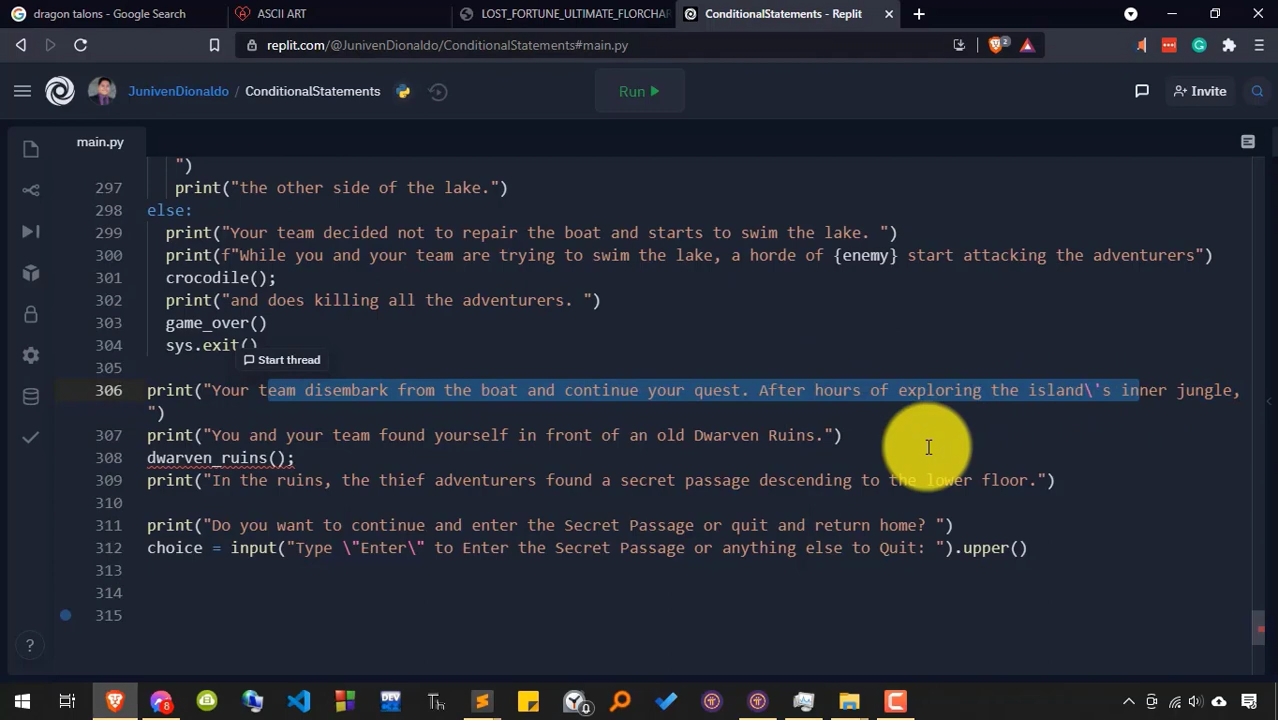 dragon talons - Google Search
ASCII ART
LOST_FORTUNE_ULTIMATE_FLORCHAR
ConditionalStatements - Replit
replit.com/@JunivenDionaldo/ConditionalStatements#main.py
2
JunivenDionaldo / ConditionalStatements
Run
Invite
main.py
")
297 print("the other side of the lake.")
298 else:
299 print("Your team decided not to repair the boat and starts to swim the lake. ")
300 print(f"While you and your team are trying to swim the lake, a horde of {enemy} start attacking the adventurers")
301 crocodile();
302 print("and does killing all the adventurers. ")
303 game_over()
304 sys.exit()
Start thread
305
306 print("Your team disembark from the boat and continue your quest. After hours of exploring the island\'s inner jungle,
")
307 print("You and your team found yourself in front of an old Dwarven Ruins.")
308 dwarven_ruins();
309 print("In the ruins, the thief adventurers found a secret passage descending to the lower floor.")
310
311 print("Do you want to continue and enter the Secret Passage or quit and return home? ")
312 choice = input("Type \"Enter\" to Enter the Secret Passage or anything else to Quit: ").upper()
313
314
315
?
8
DEV
Th
0